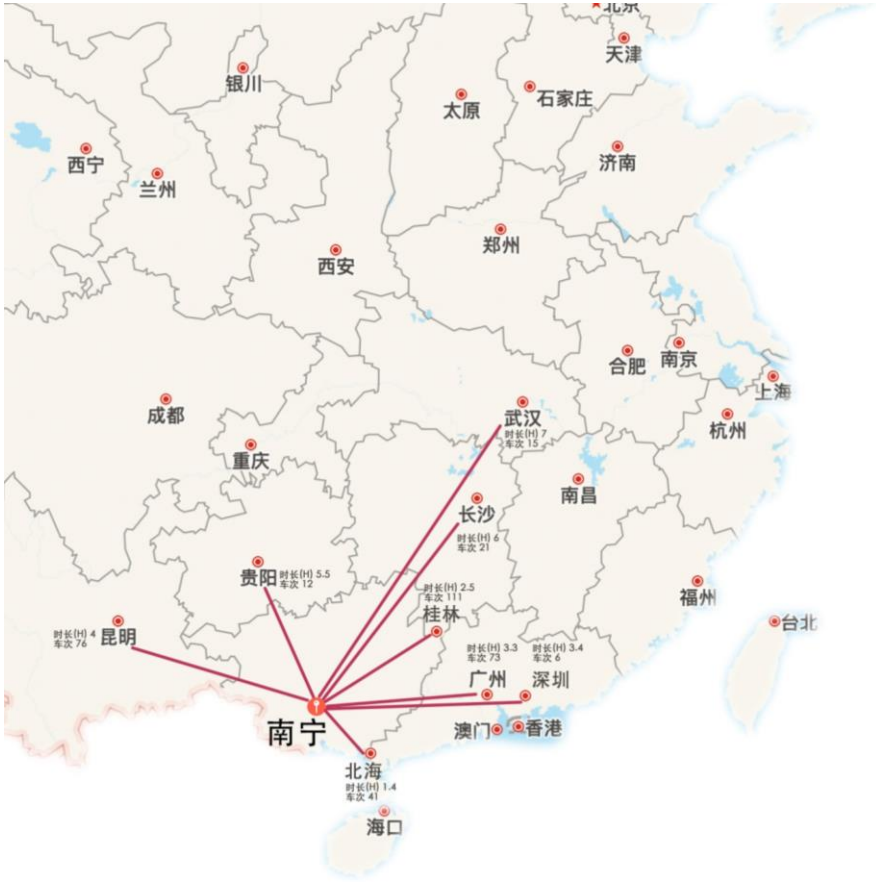 北京
天津
银川
石家庄
太原
济南
西宁
兰州
郑州
西安
合肥
南京
上海
成都
武汉
时长(H) 7
车次 15
杭州
重庆
南昌
长沙
时长(H) 6
车次 21
贵阳
时长(H) 5.5
车次 12
时长(H) 2.5
车次 111
桂林
福州
台北
昆明
时长(H) 4
车次 76
时长(H) 3.3
车次 73
广州
时长(H) 3.4
车次 6
深圳
南宁
澳门
香港
北海
时长(H) 1.4
车次 41
海口